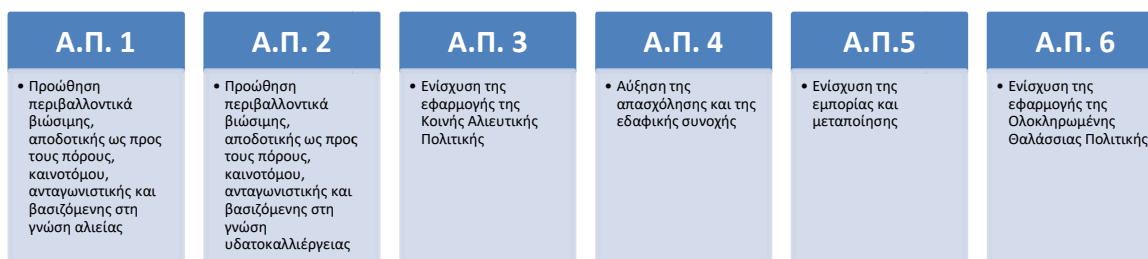 Α.Π. 1
• Προώθηση
περιβαλλοντικά
βιώσιμης,
αποδοτικής ως προς
τους πόρους,
καινοτόμου,
ανταγωνιστικής και
βασιζόμενης στη
γνώση αλιείας
Α.Π. 2
• Προώθηση
περιβαλλοντικά
βιώσιμης,
αποδοτικής ως προς
τους πόρους,
καινοτόμου,
ανταγωνιστικής και
βασιζόμενης στη
γνώση
υδατοκαλλιέργειας
Α.Π. 3
• Ενίσχυση της
εφαρμογής της
Κοινής Αλιευτικής
Πολιτικής
Α.Π. 4
• Αύξηση της
απασχόλησης και της
εδαφικής συνοχής
Α.Π.5
• Ενίσχυση της
εμπορίας και
μεταποίησης
Α.Π. 6
• Ενίσχυση της
εφαρμογής της
Ολοκληρωμένης
Θαλάσσιας Πολιτικής